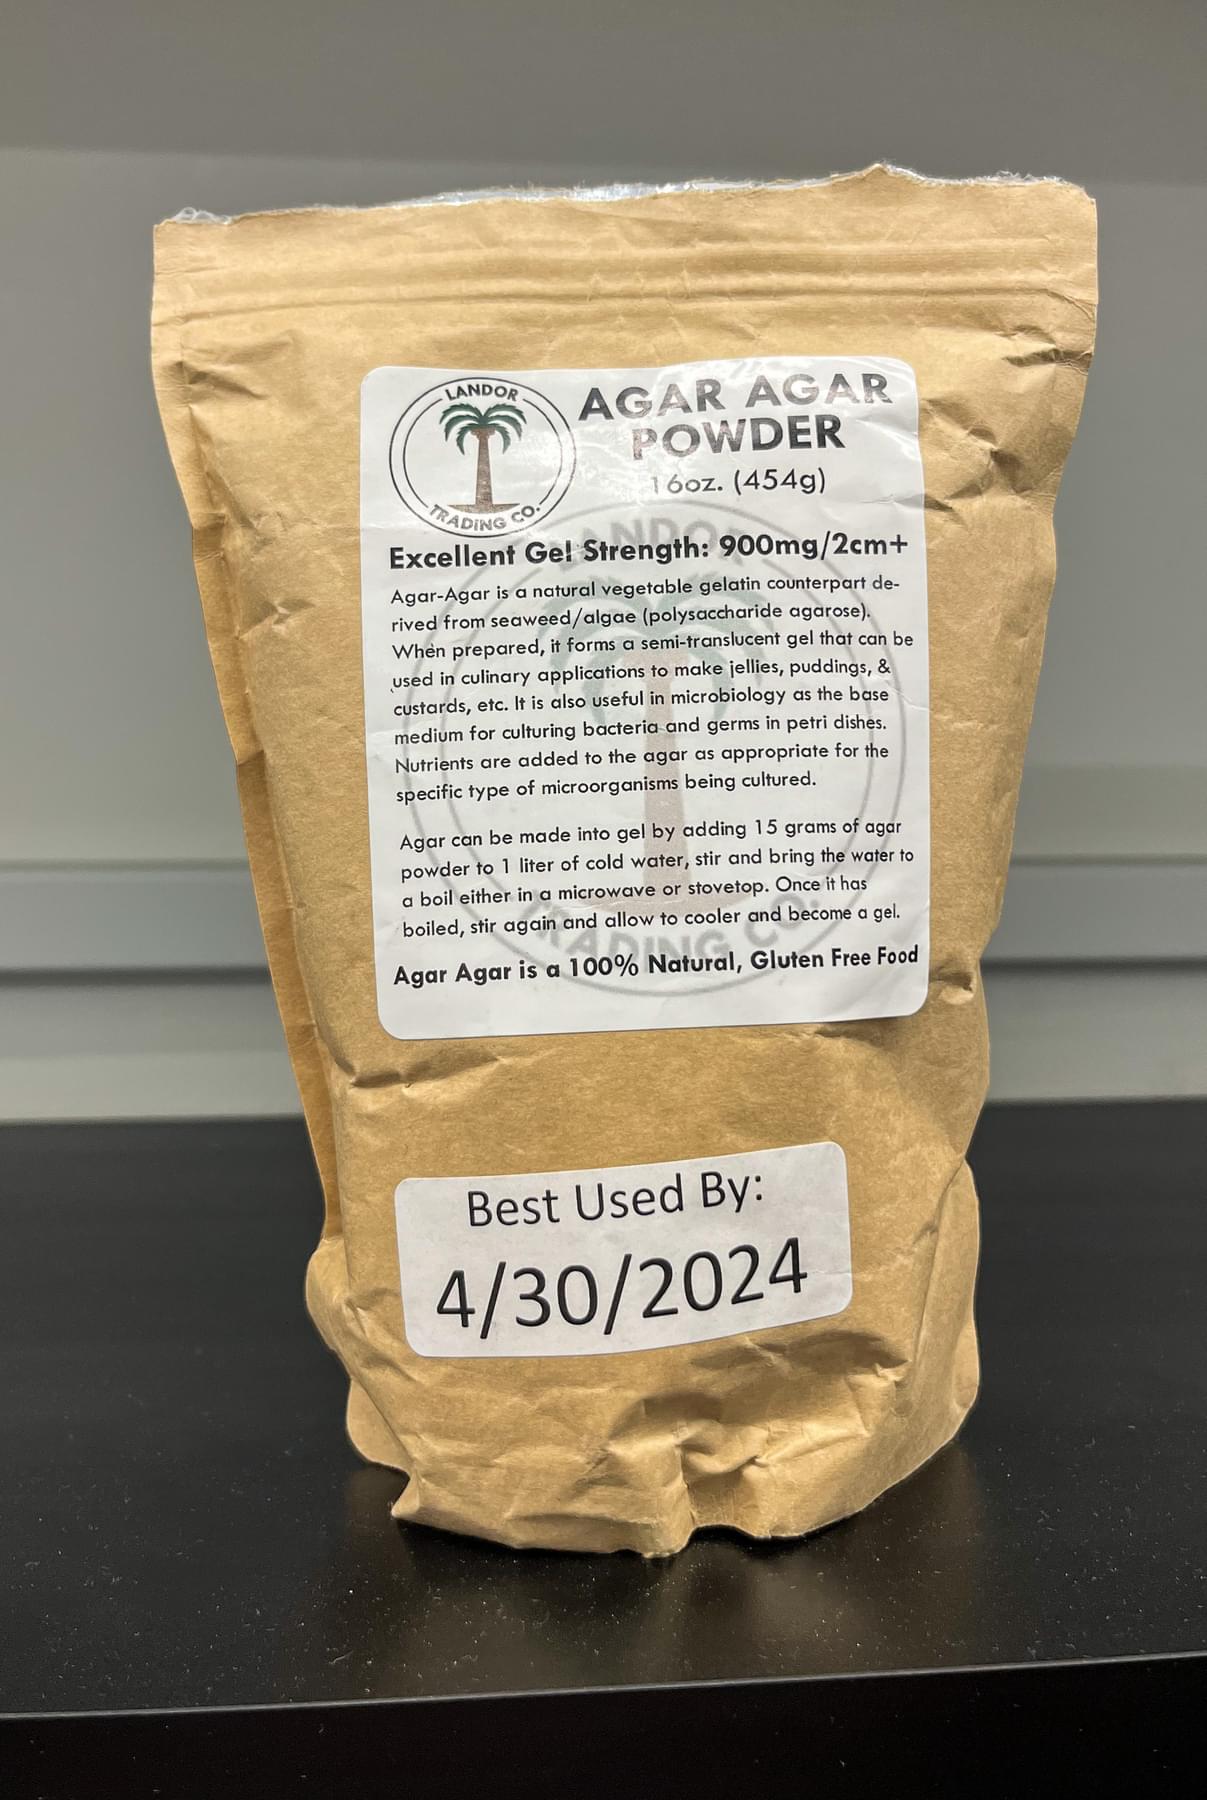 LANDOR
TRADING CO.
AGAR AGAR
POWDER
16oz. (454g)
LANDOR
TRADING CO.
Excellent Gel Strength: 900mg/2cm+
Agar-Agar is a natural vegetable gelatin counterpart de-
rived from seaweed/algae (polysaccharide agarose).
When prepared, it forms a semi-translucent gel that can be
used in culinary applications to make jellies, puddings, &
custards, etc. It is also useful in microbiology as the base
medium for culturing bacteria and germs in petri dishes.
Nutrients are added to the agar as appropriate for the
specific type of microorganisms being cultured.
Agar can be made into gel by adding 15 grams of agar
powder to 1 liter of cold water, stir and bring the water to
a boil either in a microwave or stovetop. Once it has
boiled, stir again and allow to cooler and become a gel.
Agar Agar is a 100% Natural, Gluten Free Food
Best Used By:
4/30/2024